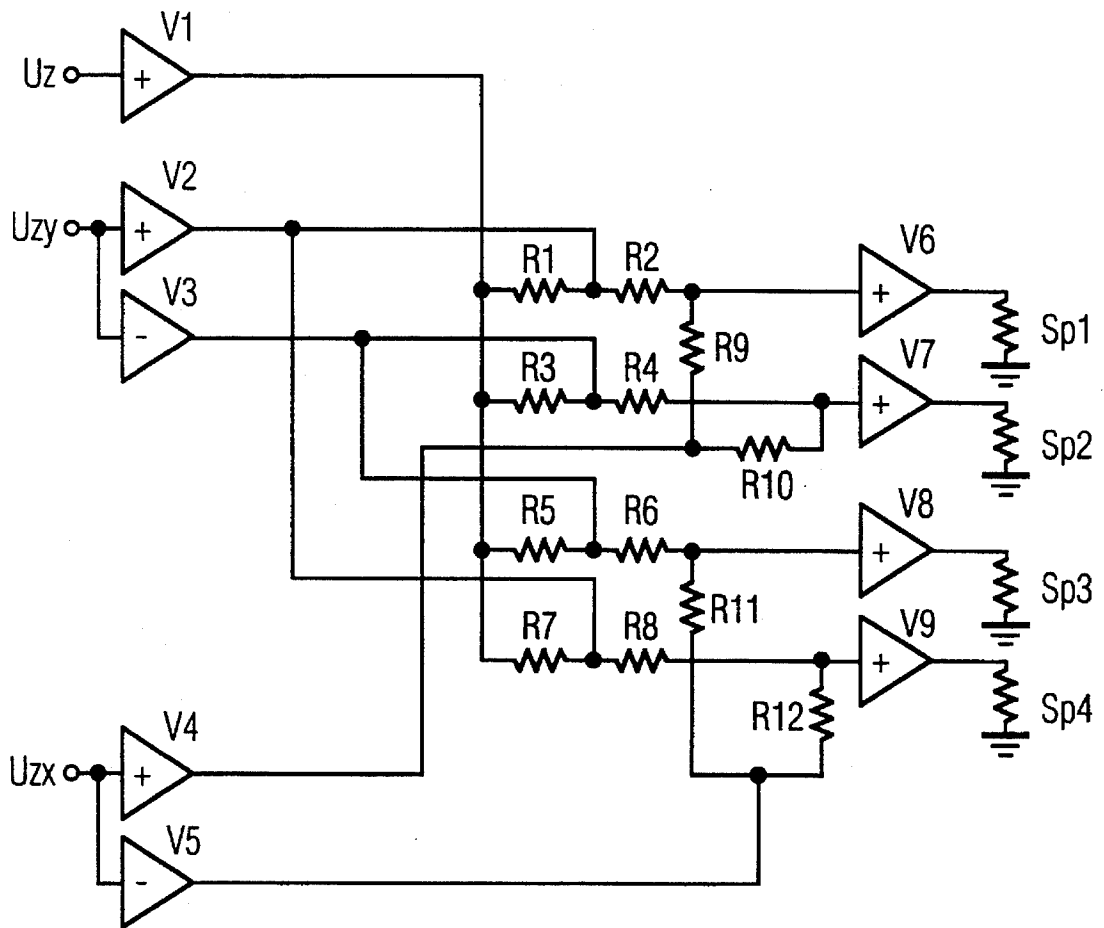 V1
Uz
+
V2
Uzy
+
V3
-
R1
R2
V6
+
Sp1
R9
R3
R4
V7
+
Sp2
R10
R5
R6
V8
+
Sp3
R11
R7
R8
V9
+
Sp4
R12
V4
Uzx
+
V5
-